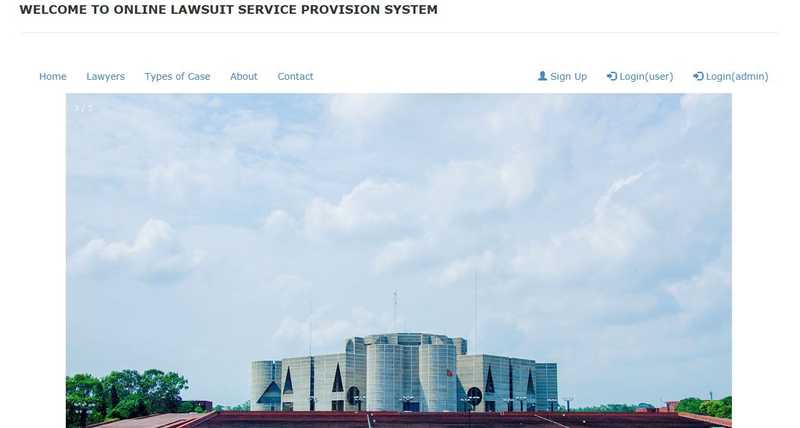 WELCOME TO ONLINE LAWSUIT SERVICE PROVISION SYSTEM
Home Lawyers Types of Case About Contact Sign Up Login(user) Login(admin)
3 / 3